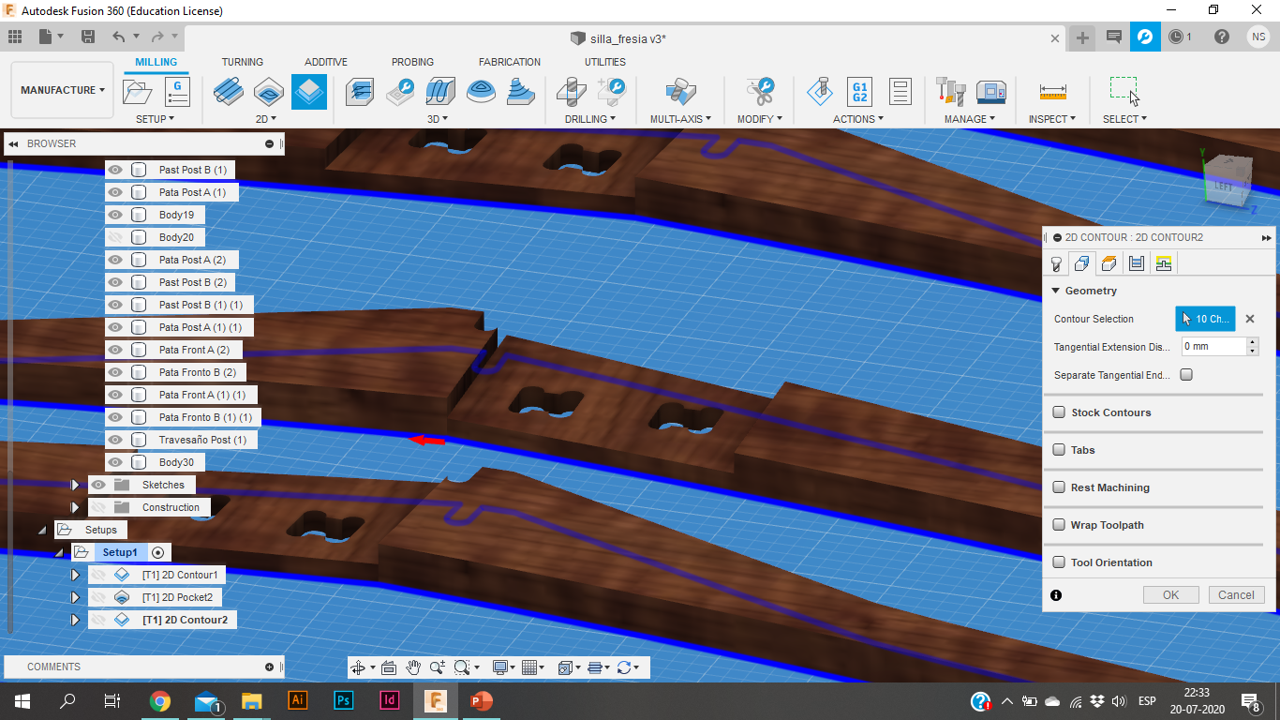 Autodesk Fusion 360 (Education License)
silla_fresia v3*
1
NS
MILLING TURNING ADDITIVE PROBING FABRICATION UTILITIES
MANUFACTURE
G
G1
G2
SETUP 2D 3D DRILLING MULTI-AXIS MODIFY ACTIONS MANAGE INSPECT SELECT
BROWSER
Past Post B (1)
Pata Post A (1)
Body19
Body20
Pata Post A (2)
Past Post B (2)
Past Post B (1) (1)
Pata Post A (1) (1)
Pata Front A (2)
Pata Fronto B (2)
Pata Front A (1) (1)
Pata Fronto B (1) (1)
Travesaño Post (1)
Body30
Sketches
Construction
Setups
Setup1
[T1] 2D Contour1
[T1] 2D Pocket2
[T1] 2D Contour2
COMMENTS
Y
LEFT
Z
2D CONTOUR : 2D CONTOUR2
Geometry
Contour Selection 10 Ch...
Tangential Extension Dis... 0 mm
Separate Tangential End...
Stock Contours
Tabs
Rest Machining
Wrap Toolpath
Tool Orientation
OK Cancel
1
Ai
Ps
Id
F
P
ESP
22:33
20-07-2020
8